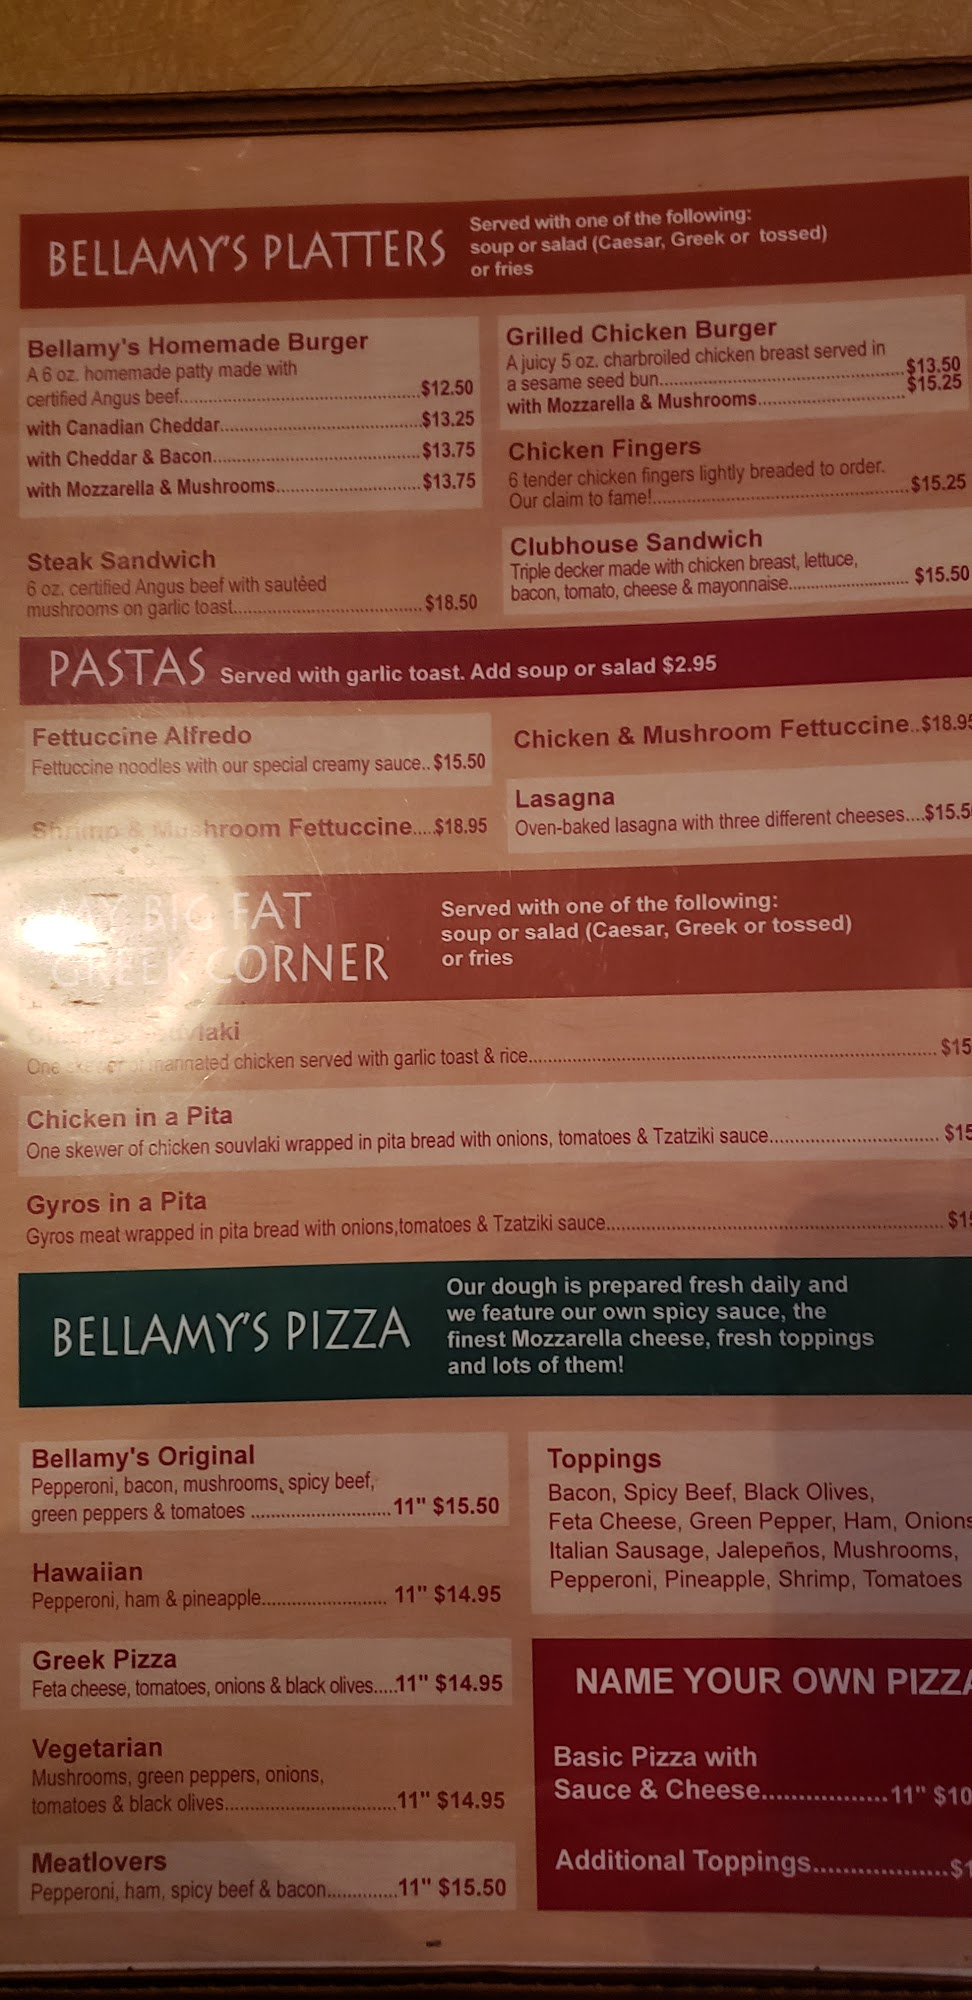 BELLAMY'S PLATTERS
Served with one of the following:
soup or salad (Caesar, Greek or tossed)
or fries
Bellamy's Homemade Burger
A 6 oz. homemade patty made with
certified Angus beef.......$12.50
with Canadian Cheddar.......$13.25
with Cheddar & Bacon.......$13.75
with Mozzarella & Mushrooms.......$13.75
Steak Sandwich
6 oz. certified Angus beef with sautéed
mushrooms on garlic toast.......$18.50
Grilled Chicken Burger
A juicy 5 oz. charbroiled chicken breast served in
a sesame seed bun.......$13.50
with Mozzarella & Mushrooms.......$15.25
Chicken Fingers
6 tender chicken fingers lightly breaded to order.
Our claim to fame!.......$15.25
Clubhouse Sandwich
Triple decker made with chicken breast, lettuce,
bacon, tomato, cheese & mayonnaise.......$15.50
PASTAS Served with garlic toast. Add soup or salad $2.95
Fettuccine Alfredo
Fettuccine noodles with our special creamy sauce..$15.50
Shrimp & Mushroom Fettuccine....$18.95
Chicken & Mushroom Fettuccine..$18.95
Lasagna
Oven-baked lasagna with three different cheeses....$15.5
MY BIG FAT
GREEK CORNER
Served with one of the following:
soup or salad (Caesar, Greek or tossed)
or fries
Souvlaki
One skewer of marinated chicken served with garlic toast & rice.......$15
Chicken in a Pita
One skewer of chicken souvlaki wrapped in pita bread with onions, tomatoes & Tzatziki sauce.......$15
Gyros in a Pita
Gyros meat wrapped in pita bread with onions,tomatoes & Tzatziki sauce.......$15
BELLAMY'S PIZZA
Our dough is prepared fresh daily and
we feature our own spicy sauce, the
finest Mozzarella cheese, fresh toppings
and lots of them!
Bellamy's Original
Pepperoni, bacon, mushrooms, spicy beef,
green peppers & tomatoes .......11" $15.50
Hawaiian
Pepperoni, ham & pineapple....... 11" $14.95
Greek Pizza
Feta cheese, tomatoes, onions & black olives.....11" $14.95
Vegetarian
Mushrooms, green peppers, onions,
tomatoes & black olives.......11" $14.95
Meatlovers
Pepperoni, ham, spicy beef & bacon.......11" $15.50
Toppings
Bacon, Spicy Beef, Black Olives,
Feta Cheese, Green Pepper, Ham, Onions
Italian Sausage, Jalepeños, Mushrooms,
Pepperoni, Pineapple, Shrimp, Tomatoes
NAME YOUR OWN PIZZA
Basic Pizza with
Sauce & Cheese.......11" $10
Additional Toppings.......$1